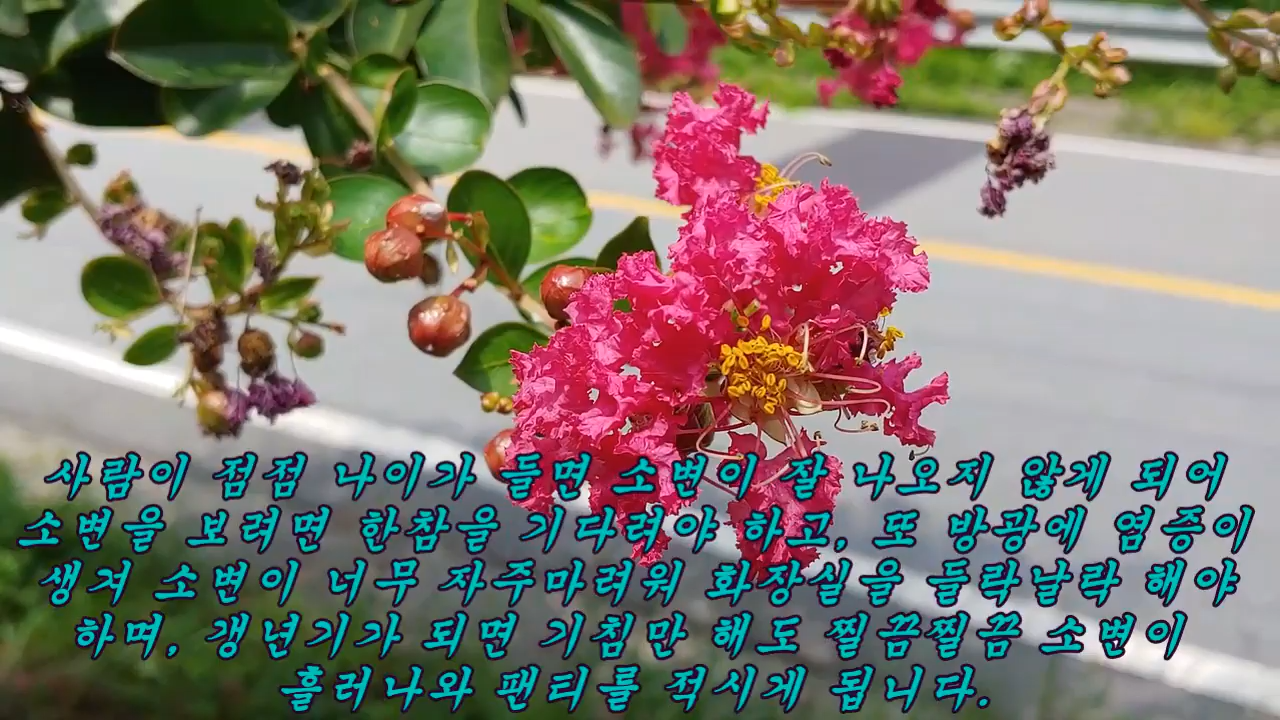 사람이 점점 나이가 들면 소변이 잘 나오지 않게 되어
소변을 보려면 한참을 기다려야 하고, 또 방광에 염증이
생겨 소변이 너무 자주마려워 화장실을 들락날락 해야
하며, 갱년기가 되면 기침만 해도 찔끔찔끔 소변이
흘러나와 팬티를 적시게 됩니다.